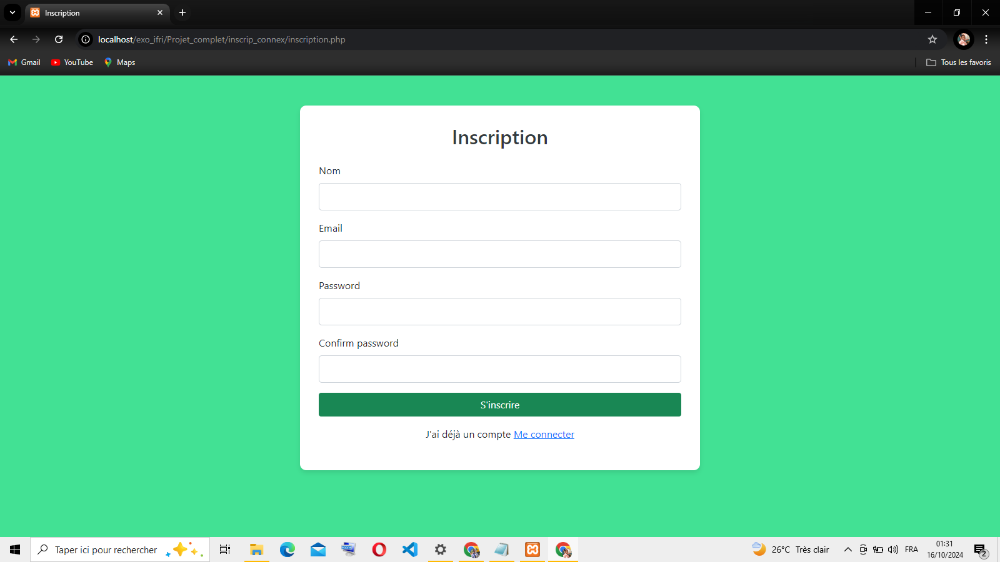 Inscription
localhost/exo_ifri/Projet_complet/inscrip_connex/inscription.php
Gmail YouTube Maps Tous les favoris
Inscription
Nom
Email
Password
Confirm password
S'inscrire
J'ai déjà un compte Me connecter
Taper ici pour rechercher
26°C Très clair
FRA
01:31
16/10/2024
2